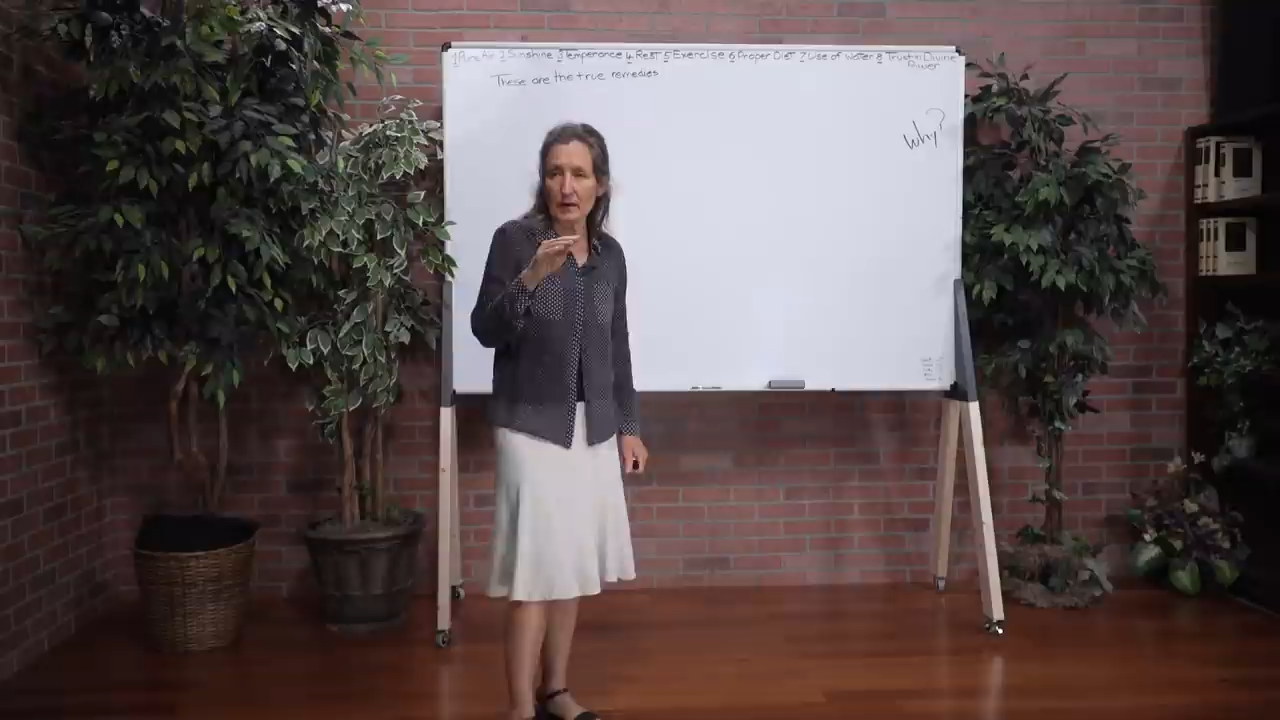 1 Pure Air 2 Sunshine 3 Temperance 4 Rest 5 Exercise 6 Proper Diet 7 Use of water 8 Trust in Divine
Power
These are the true remedies
Why?